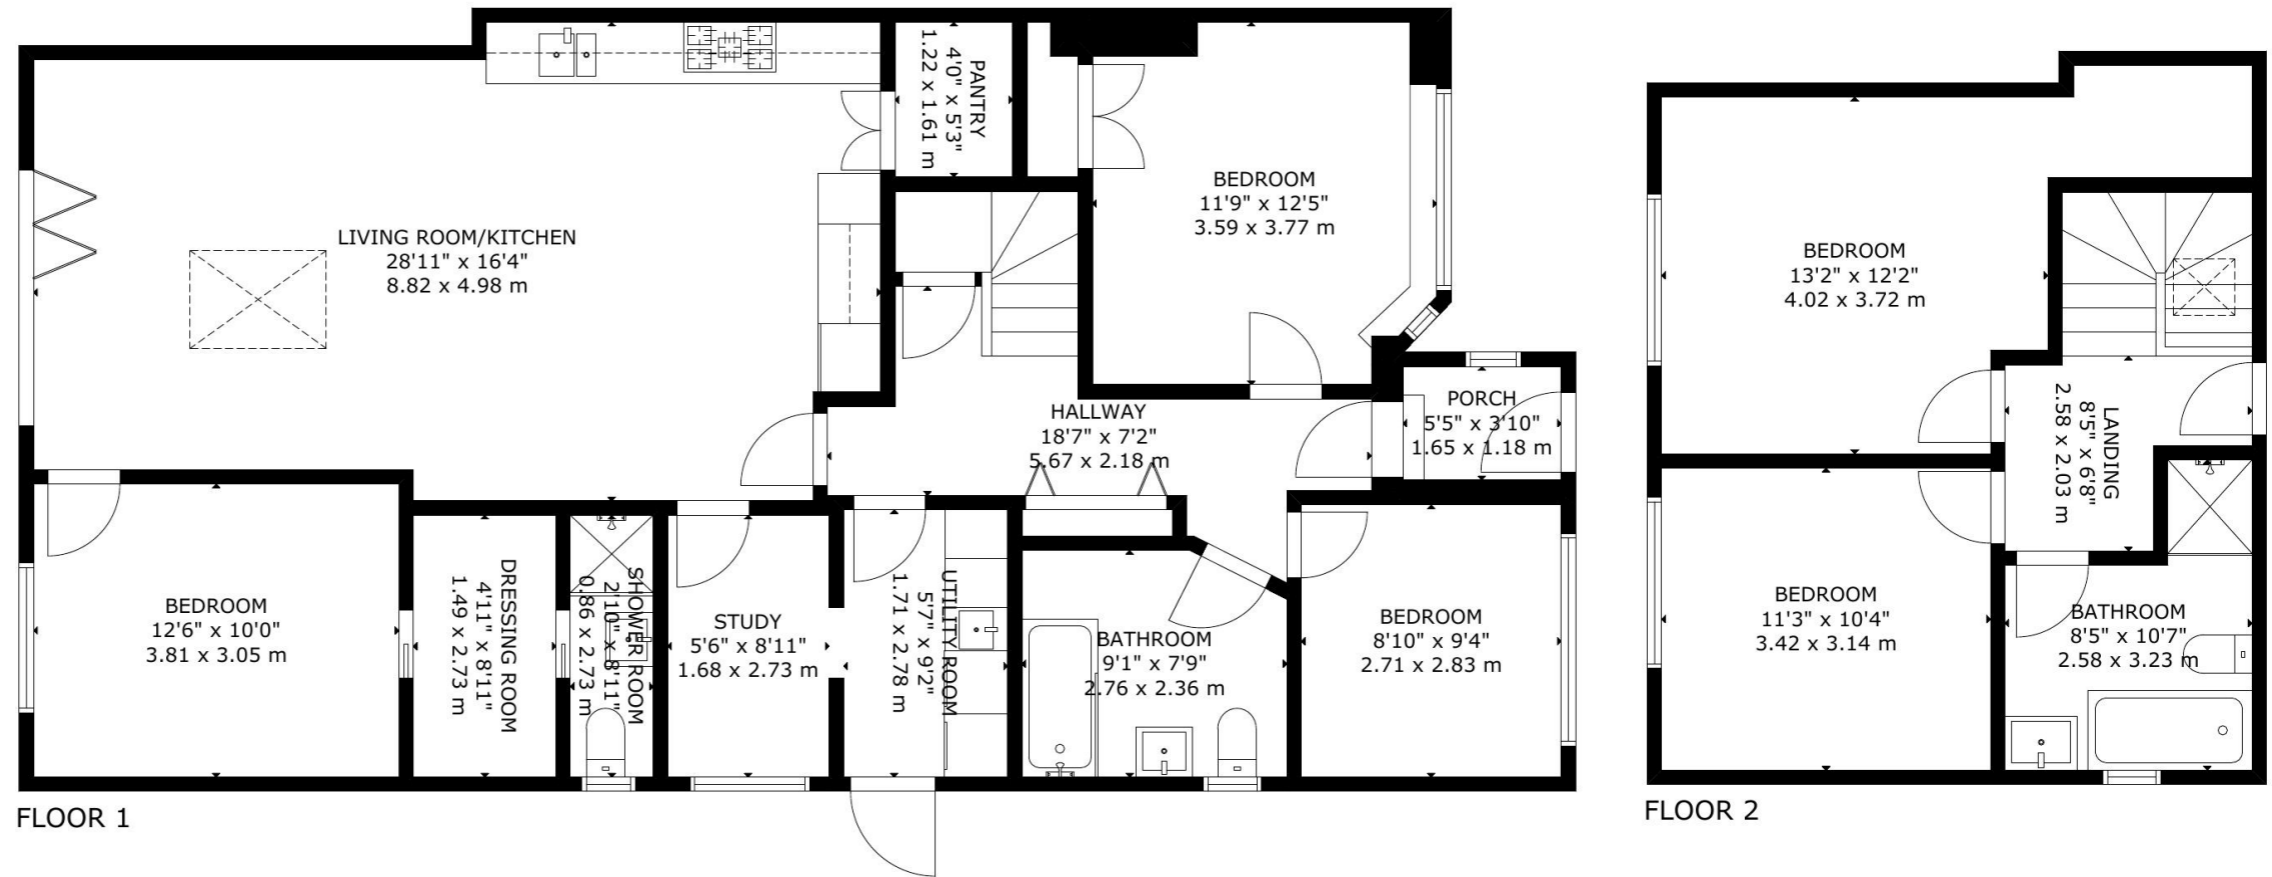 PANTRY
4'0" x 5'3"
1.22 x 1.61 m
BEDROOM
11'9" x 12'5"
3.59 x 3.77 m
LIVING ROOM/KITCHEN
28'11" x 16'4"
8.82 x 4.98 m
HALLWAY
18'7" x 7'2"
5.67 x 2.18 m
PORCH
5'5" x 3'10"
1.65 x 1.18 m
BEDROOM
12'6" x 10'0"
3.81 x 3.05 m
DRESSING ROOM
4'11" x 8'11"
1.49 x 2.73 m
SHOWER ROOM
2'10" x 8'11"
0.86 x 2.73 m
STUDY
5'6" x 8'11"
1.68 x 2.73 m
UTILITY ROOM
5'7" x 9'2"
1.71 x 2.78 m
BATHROOM
9'1" x 7'9"
2.76 x 2.36 m
BEDROOM
8'10" x 9'4"
2.71 x 2.83 m
FLOOR 1
BEDROOM
13'2" x 12'2"
4.02 x 3.72 m
LANDING
8'5" x 6'8"
2.58 x 2.03 m
BEDROOM
11'3" x 10'4"
3.42 x 3.14 m
BATHROOM
8'5" x 10'7"
2.58 x 3.23 m
FLOOR 2